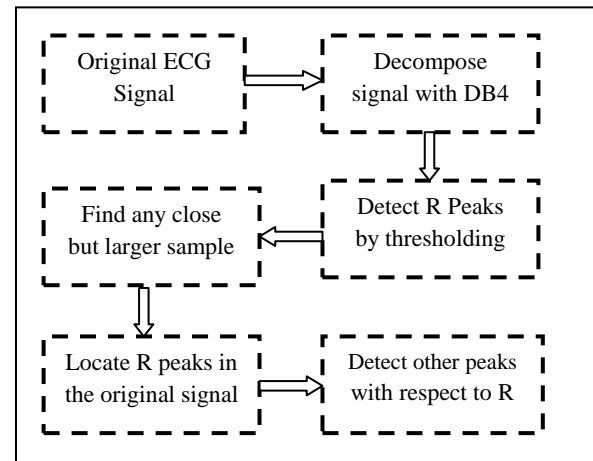 Original ECG
Signal
Decompose
signal with DB4
Detect R Peaks
by thresholding
Find any close
but larger sample
Locate R peaks in
the original signal
Detect other peaks
with respect to R